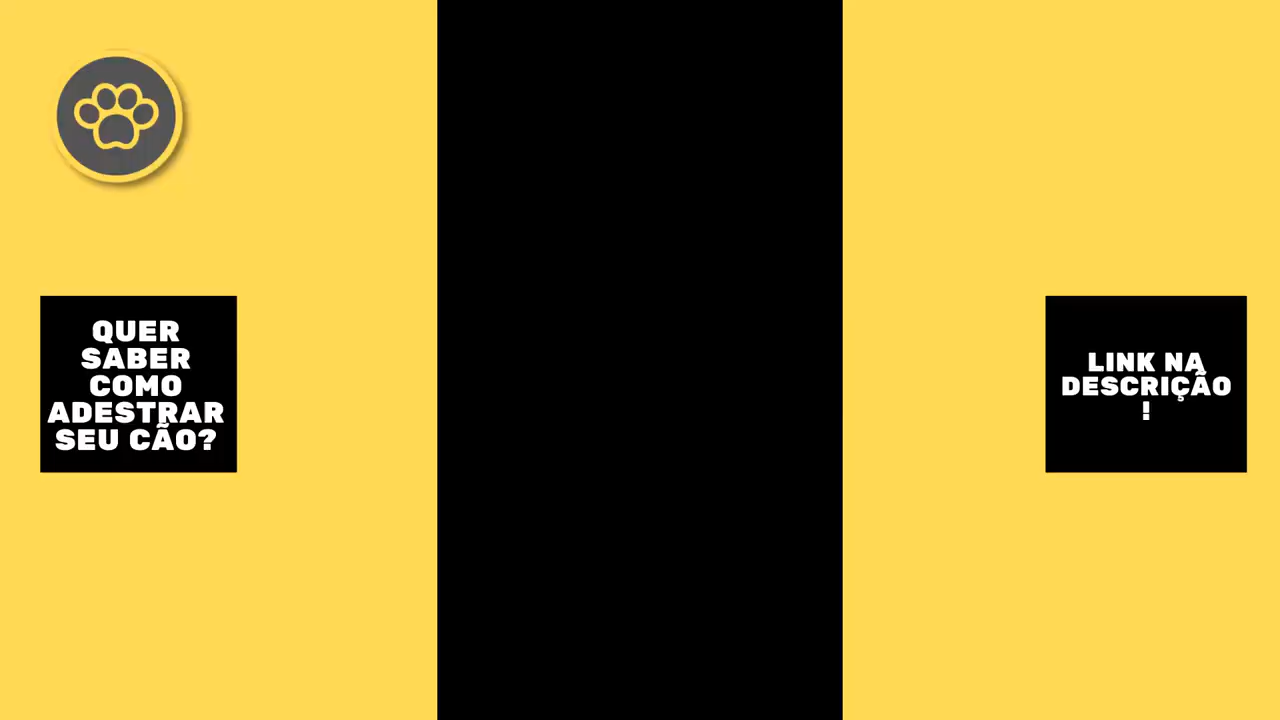 QUER
SABER
COMO
ADESTRAR
SEU CÃO?
LINK NA
DESCRIÇÃO
!